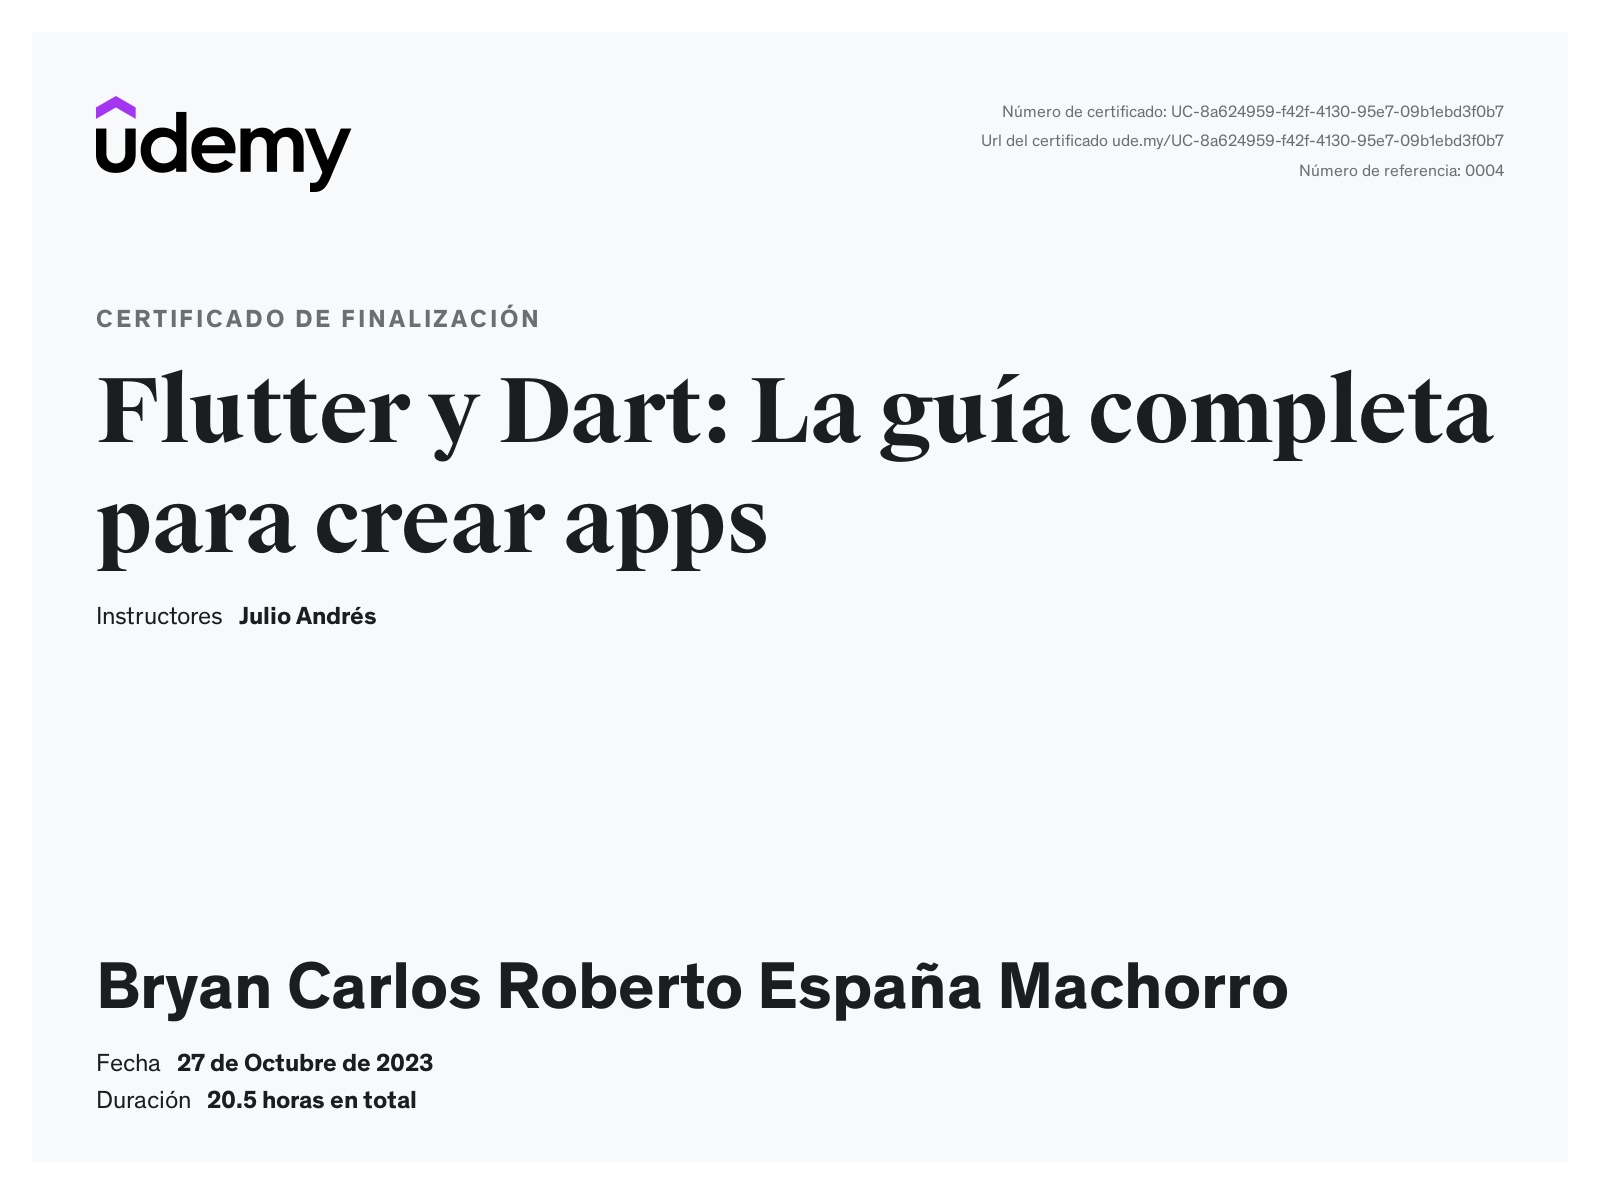 udemy
Número de certificado: UC-8a624959-f42f-4130-95e7-09b1ebd3f0b7
Url del certificado ude.my/UC-8a624959-f42f-4130-95e7-09b1ebd3f0b7
Número de referencia: 0004
CERTIFICADO DE FINALIZACIÓN
Flutter y Dart: La guía completa
para crear apps
Instructores Julio Andrés
Bryan Carlos Roberto España Machorro
Fecha 27 de Octubre de 2023
Duración 20.5 horas en total